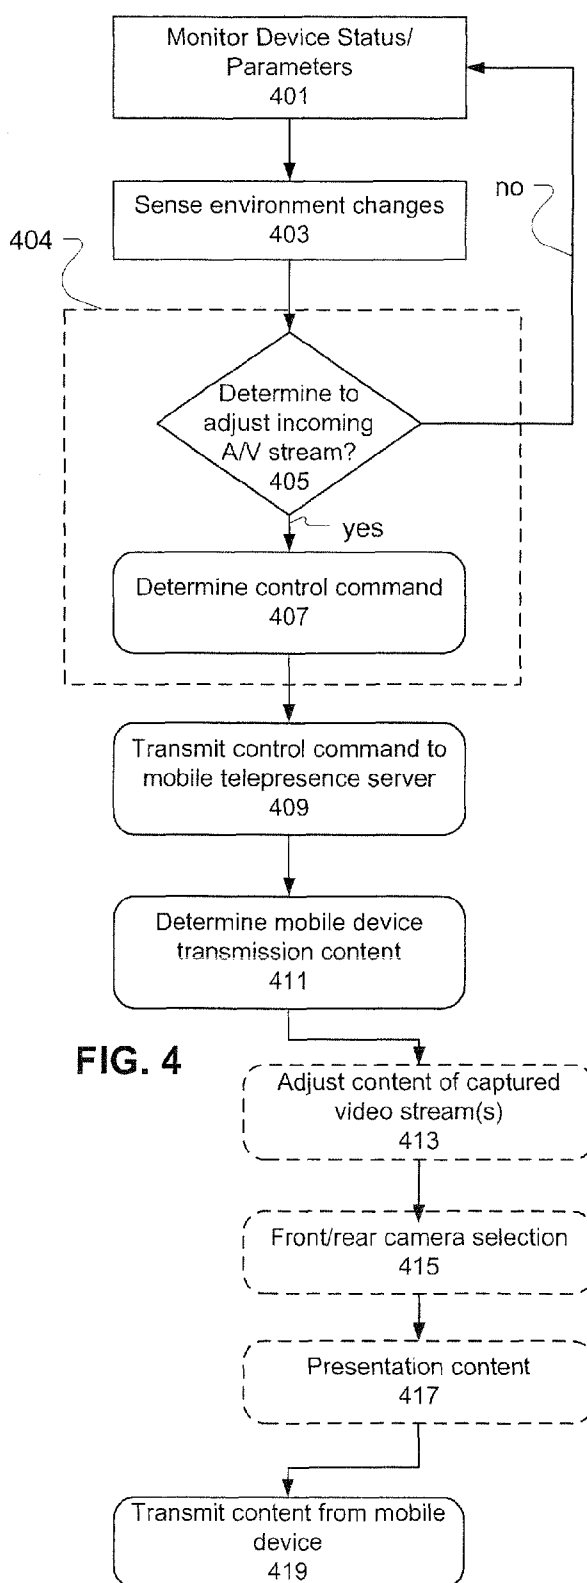 Monitor Device Status/
Parameters
401
no
Sense environment changes
403
404
Determine to
adjust incoming
A/V stream?
405
yes
Determine control command
407
Transmit control command to
mobile telepresence server
409
Determine mobile device
transmission content
411
FIG. 4
Adjust content of captured
video stream(s)
413
Front/rear camera selection
415
Presentation content
417
Transmit content from mobile
device
419